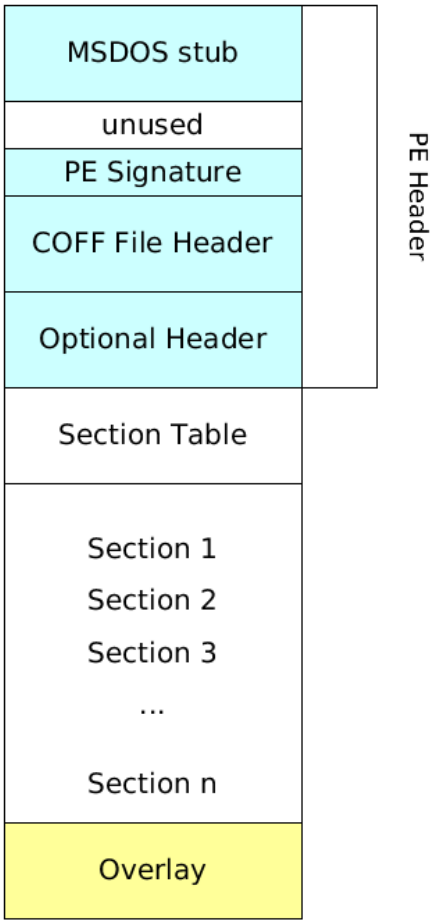 MSDOS stub
unused
PE Signature
COFF File Header
Optional Header
PE Header
Section Table
Section 1
Section 2
Section 3
...
Section n
Overlay